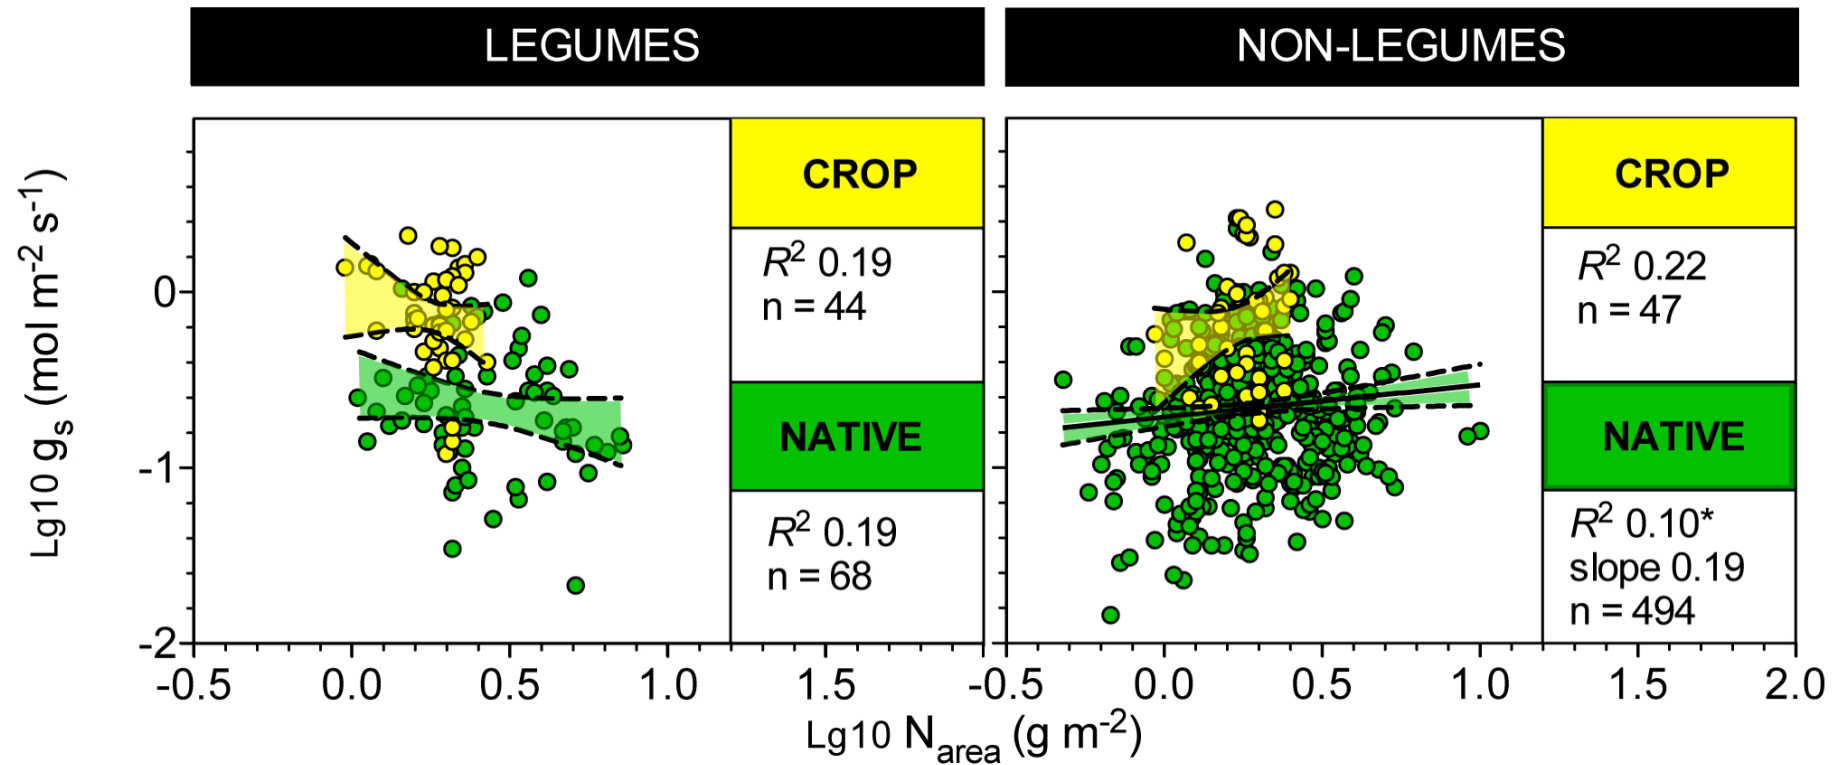 LEGUMES
NON-LEGUMES
CROP
R² 0.19
n = 44
NATIVE
R² 0.19
n = 68
CROP
R² 0.22
n = 47
NATIVE
R² 0.10*
slope 0.19
n = 494
Lg10 gs (mol m-2 s-1)
0
-1
-2
-0.5 0.0 0.5 1.0 1.5
-0.5 0.0 0.5 1.0 1.5 2.0
Lg10 Narea (g m-2)